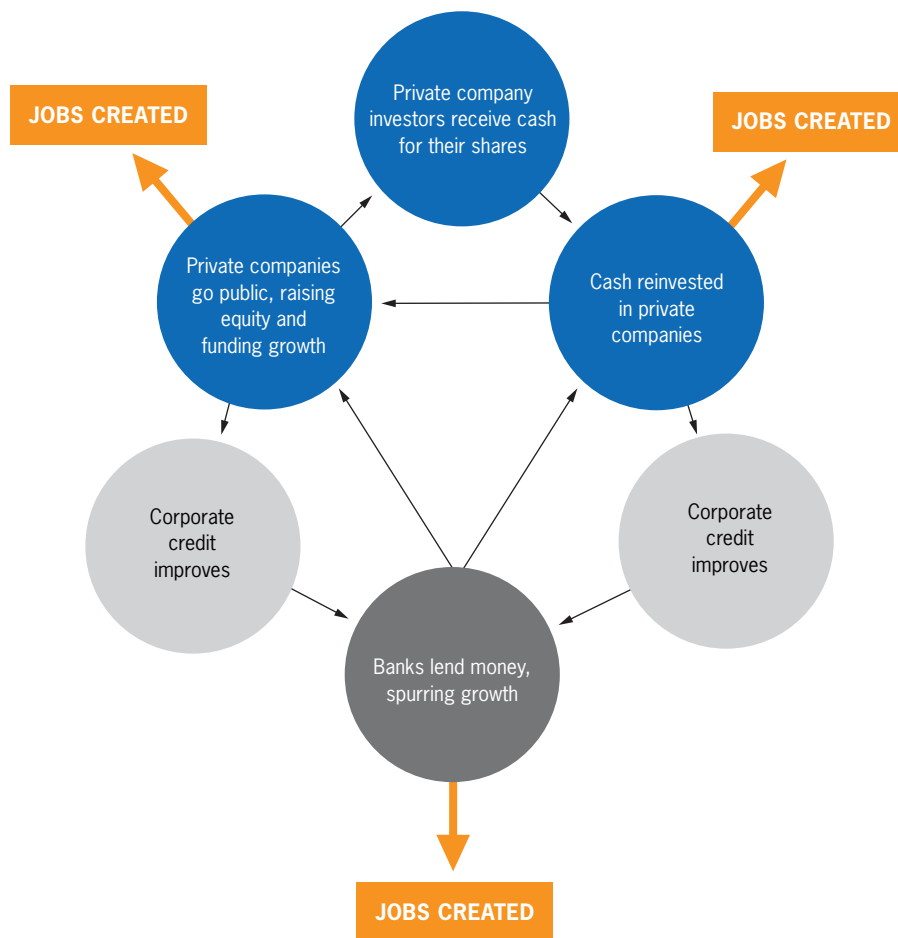 Private company
investors receive cash
for their shares
JOBS CREATED
JOBS CREATED
Private companies
go public, raising
equity and
funding growth
Cash reinvested
in private
companies
Corporate
credit
improves
Corporate
credit
improves
Banks lend money,
spurring growth
JOBS CREATED